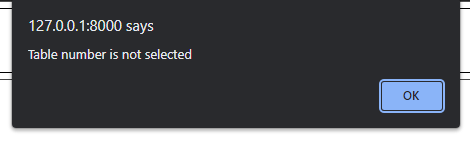 127.0.0.1:8000 says
Table number is not selected
OK